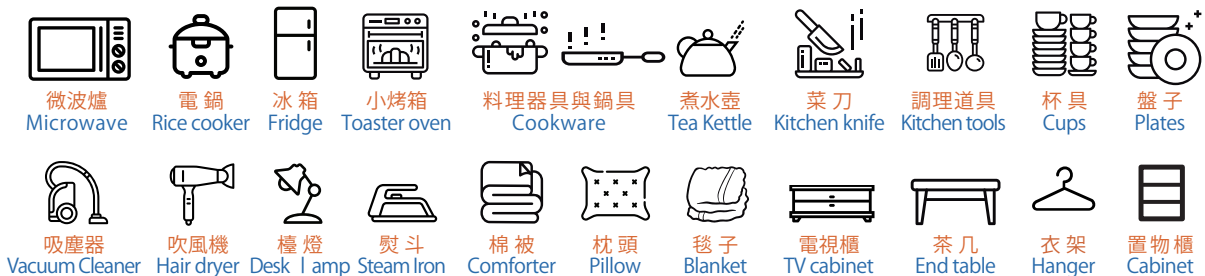 微波爐 電鍋 冰箱 小烤箱 料理器具與鍋具 煮水壺 菜刀 調理道具 杯具 盤子
Microwave Rice cooker Fridge Toaster oven Cookware Tea Kettle Kitchen knife Kitchen tools Cups Plates
吸塵器 吹風機 檯燈 熨斗 棉被 枕頭 毯子 電視櫃 茶几 衣架 置物櫃
Vacuum Cleaner Hair dryer Desk lamp Steam Iron Comforter Pillow Blanket TV cabinet End table Hanger Cabinet